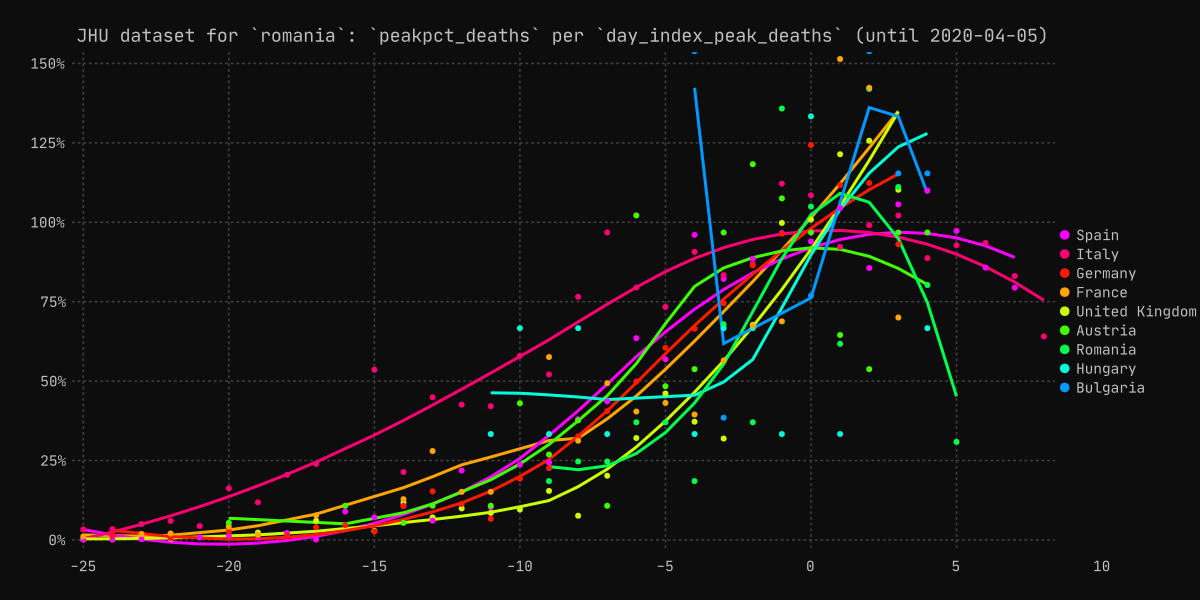 JHU dataset for `romania`: `peakpct_deaths` per `day_index_peak_deaths` (until 2020-04-05)
150%
125%
100%
75%
50%
25%
0%
Spain
Italy
Germany
France
United Kingdom
Austria
Romania
Hungary
Bulgaria
-25 -20 -15 -10 -5 0 5 10